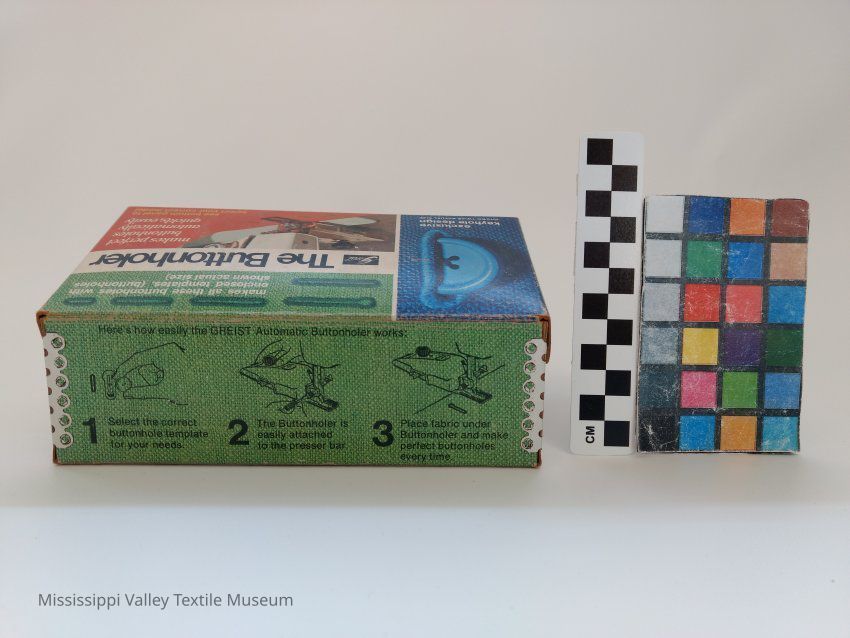 new buttonhole
exclusive
keyhole design
makes perfect
buttonholes
automatically
quickly, easily
The Buttonholer
makes all these buttonholes with
enclosed templates. (buttonholes
shown actual size)
Here's how easily the GREIST Automatic Buttonholer works:
1 Select the correct
buttonhole template
for your needs
2 The Buttonholer is
easily attached
to the presser bar
3 Place fabric under
Buttonholer and make
perfect buttonholes
every time
CM
Mississippi Valley Textile Museum